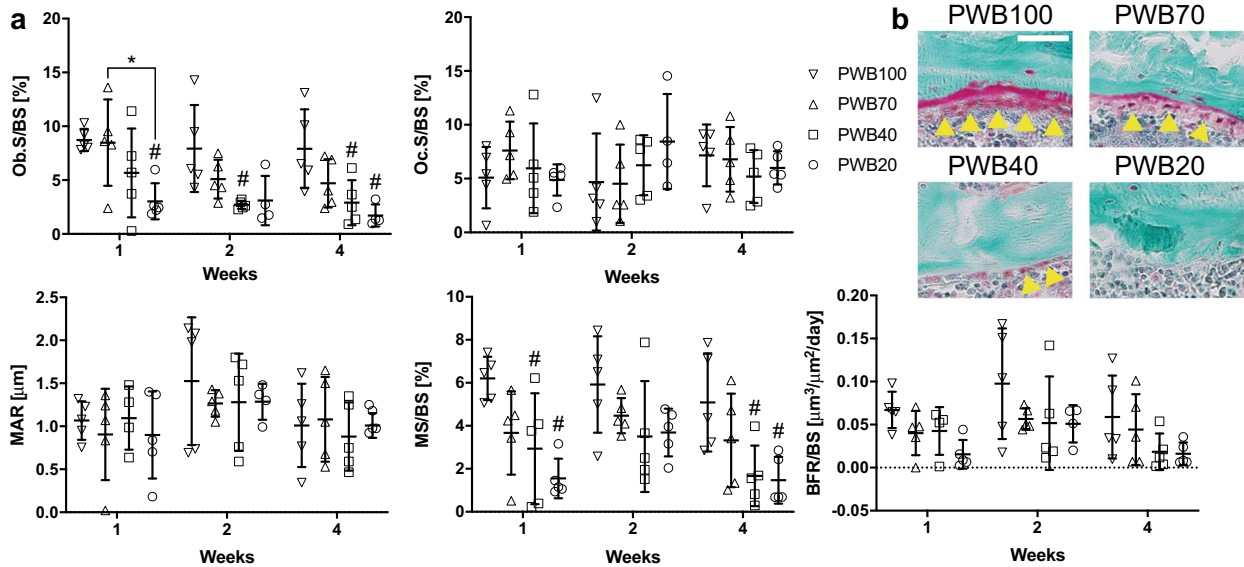 a
Ob.S/BS [%]
20
15
10
5
0
*
#
#
#
#
1
2
4
Weeks
Oc.S/BS [%]
20
15
10
5
0
1
2
4
Weeks
PWB100
PWB70
PWB40
PWB20
b
PWB100
PWB70
PWB40
PWB20
MAR [μm]
2.5
2.0
1.5
1.0
0.5
0.0
1
2
4
Weeks
MS/BS [%]
10
8
6
4
2
0
#
#
#
#
1
2
4
Weeks
BFR/BS [μm³/μm²/day]
0.20
0.15
0.10
0.05
0.00
-0.05
1
2
4
Weeks